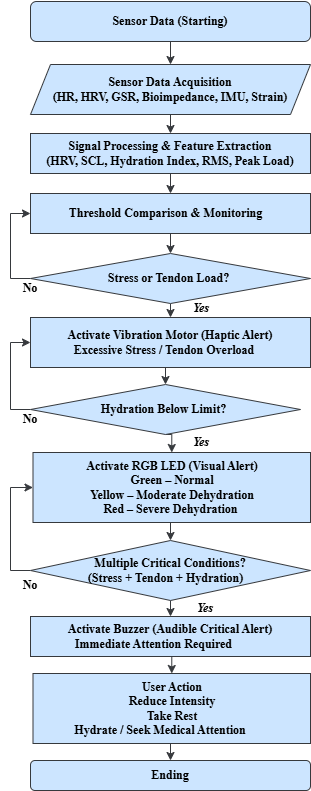 Sensor Data (Starting)
Sensor Data Acquisition
(HR, HRV, GSR, Bioimpedance, IMU, Strain)
Signal Processing & Feature Extraction
(HRV, SCL, Hydration Index, RMS, Peak Load)
Threshold Comparison & Monitoring
Stress or Tendon Load?
No
Yes
Activate Vibration Motor (Haptic Alert)
Excessive Stress / Tendon Overload
Hydration Below Limit?
No
Yes
Activate RGB LED (Visual Alert)
Green – Normal
Yellow – Moderate Dehydration
Red – Severe Dehydration
Multiple Critical Conditions?
(Stress + Tendon + Hydration)
No
Yes
Activate Buzzer (Audible Critical Alert)
Immediate Attention Required
User Action
Reduce Intensity
Take Rest
Hydrate / Seek Medical Attention
Ending